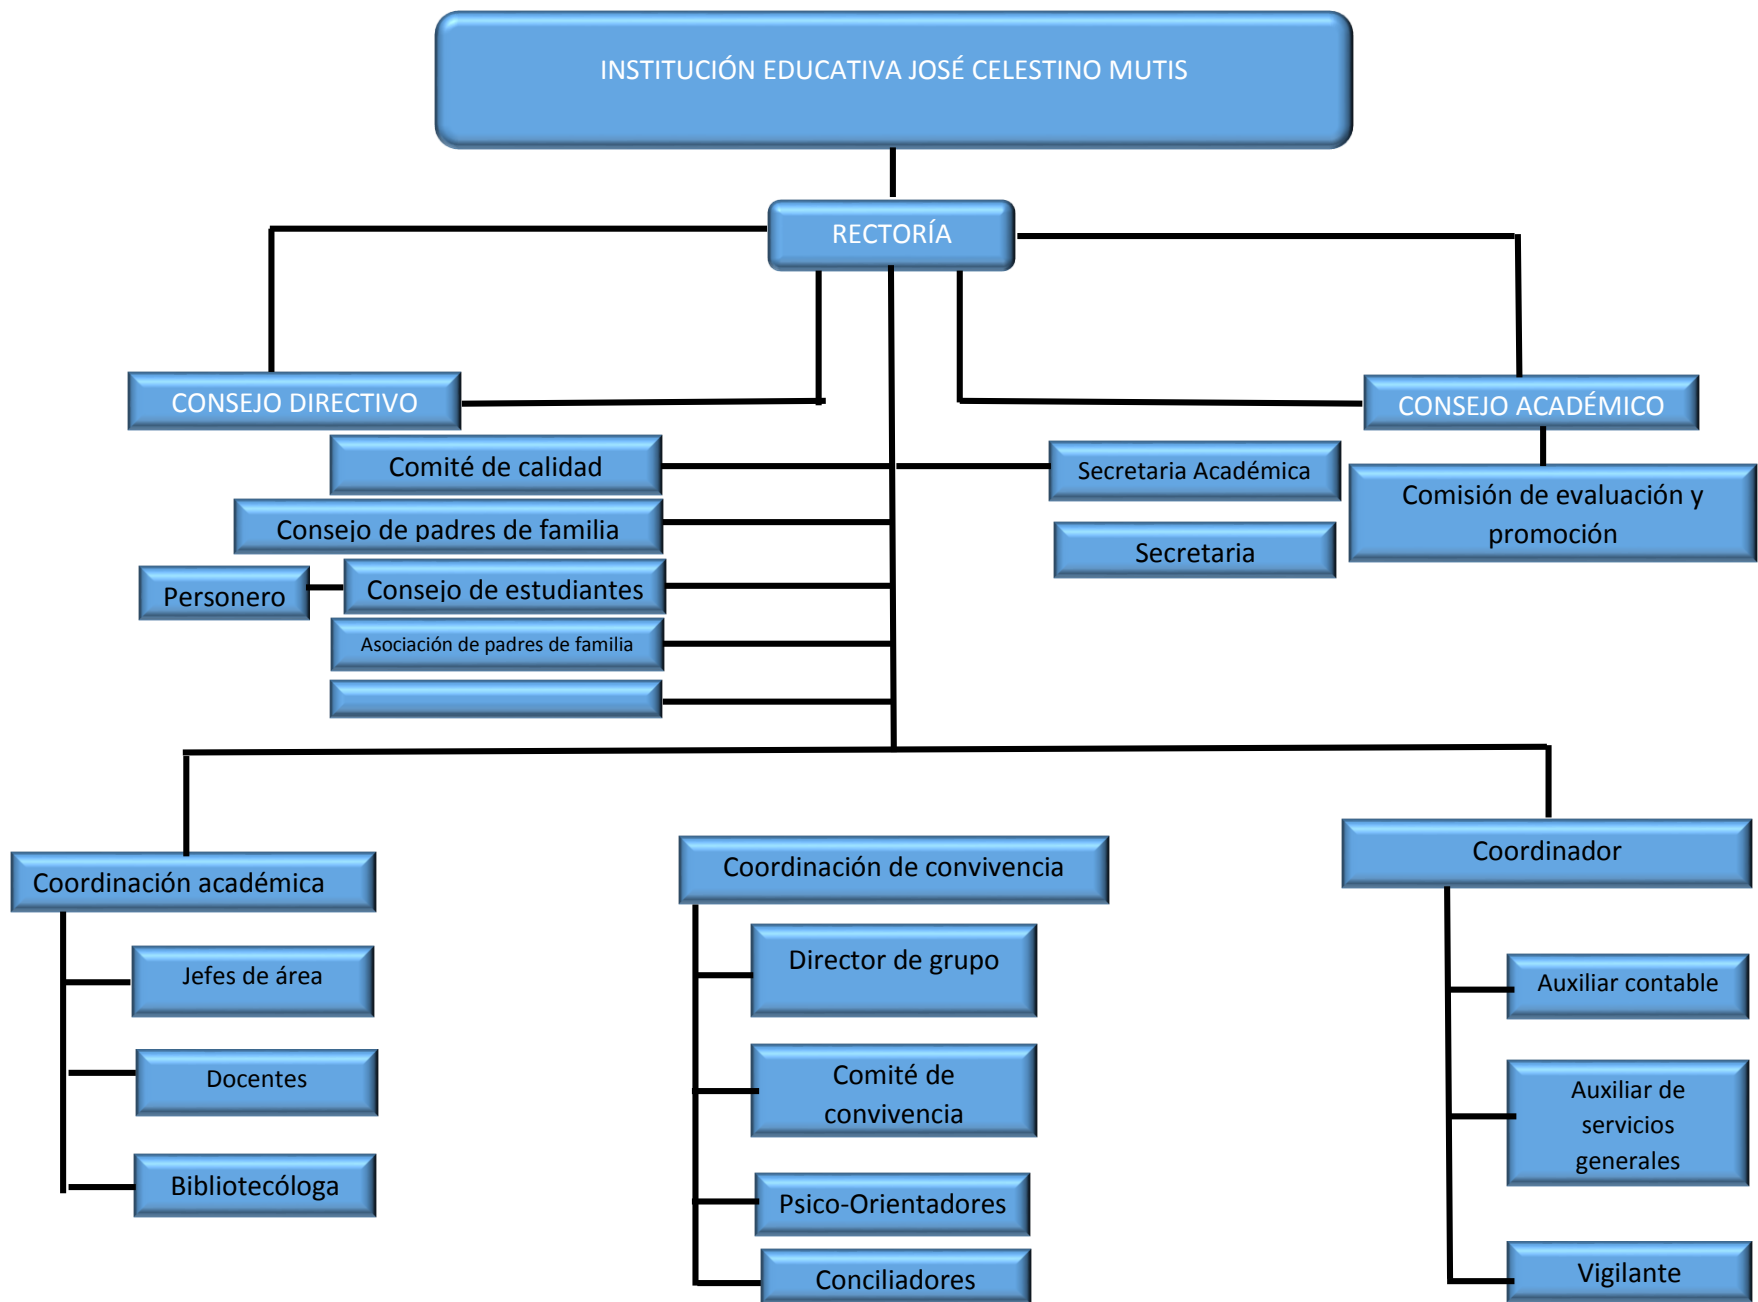 INSTITUCIÓN EDUCATIVA JOSÉ CELESTINO MUTIS
RECTORÍA
CONSEJO DIRECTIVO
CONSEJO ACADÉMICO
Comité de calidad
Secretaria Académica
Comisión de evaluación y
promoción
Consejo de padres de familia
Secretaria
Personero
Consejo de estudiantes
Asociación de padres de familia
Coordinación académica
Coordinación de convivencia
Coordinador
Jefes de área
Docentes
Bibliotecóloga
Director de grupo
Comité de
convivencia
Psico-Orientadores
Conciliadores
Auxiliar contable
Auxiliar de
servicios
generales
Vigilante